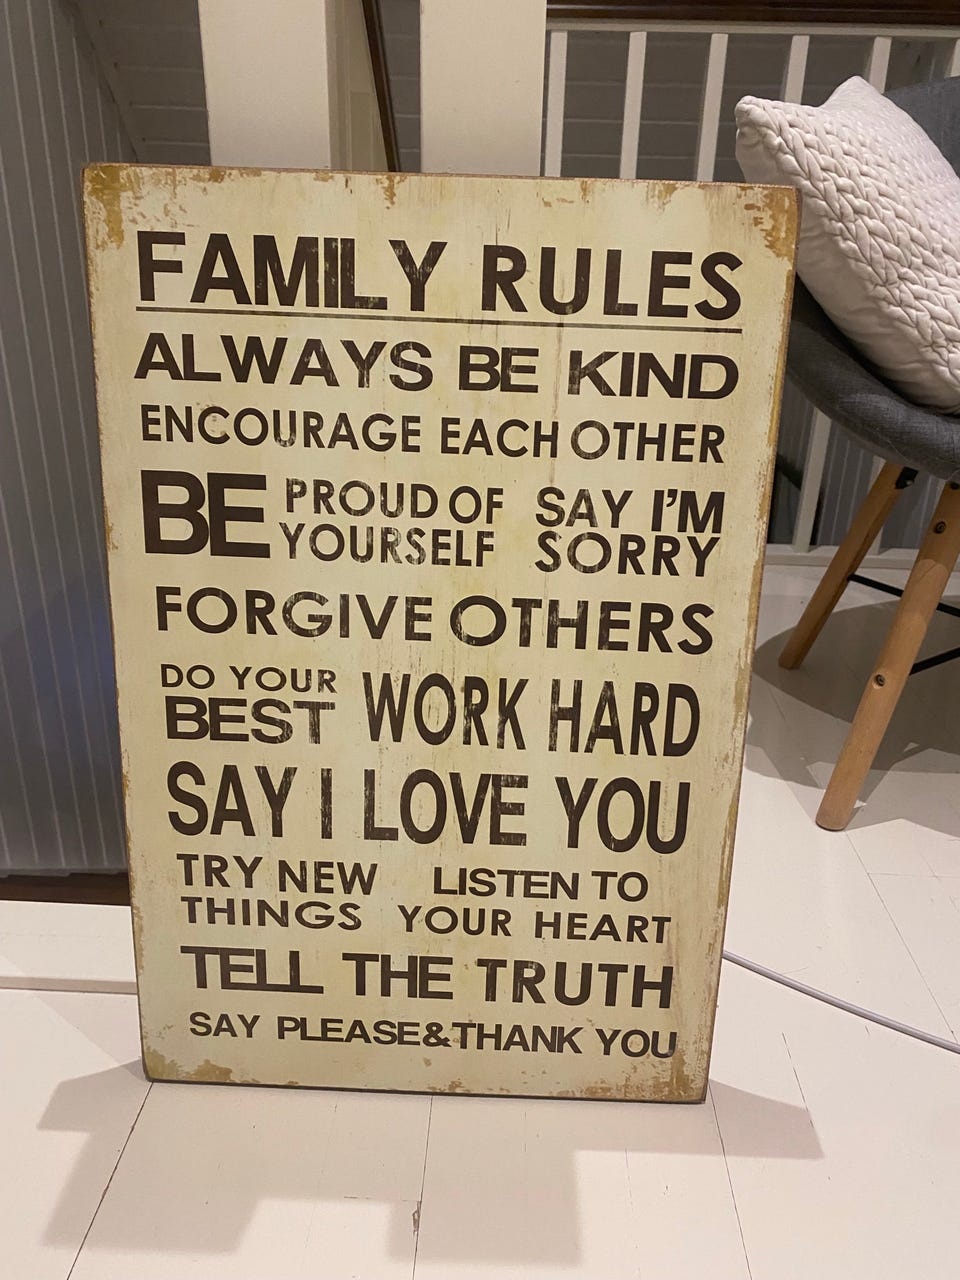 FAMILY RULES
ALWAYS BE KIND
ENCOURAGE EACH OTHER
BE PROUD OF YOURSELF
SAY I'M SORRY
FORGIVE OTHERS
DO YOUR BEST
WORK HARD
SAY I LOVE YOU
TRY NEW THINGS
LISTEN TO YOUR HEART
TELL THE TRUTH
SAY PLEASE&THANK YOU